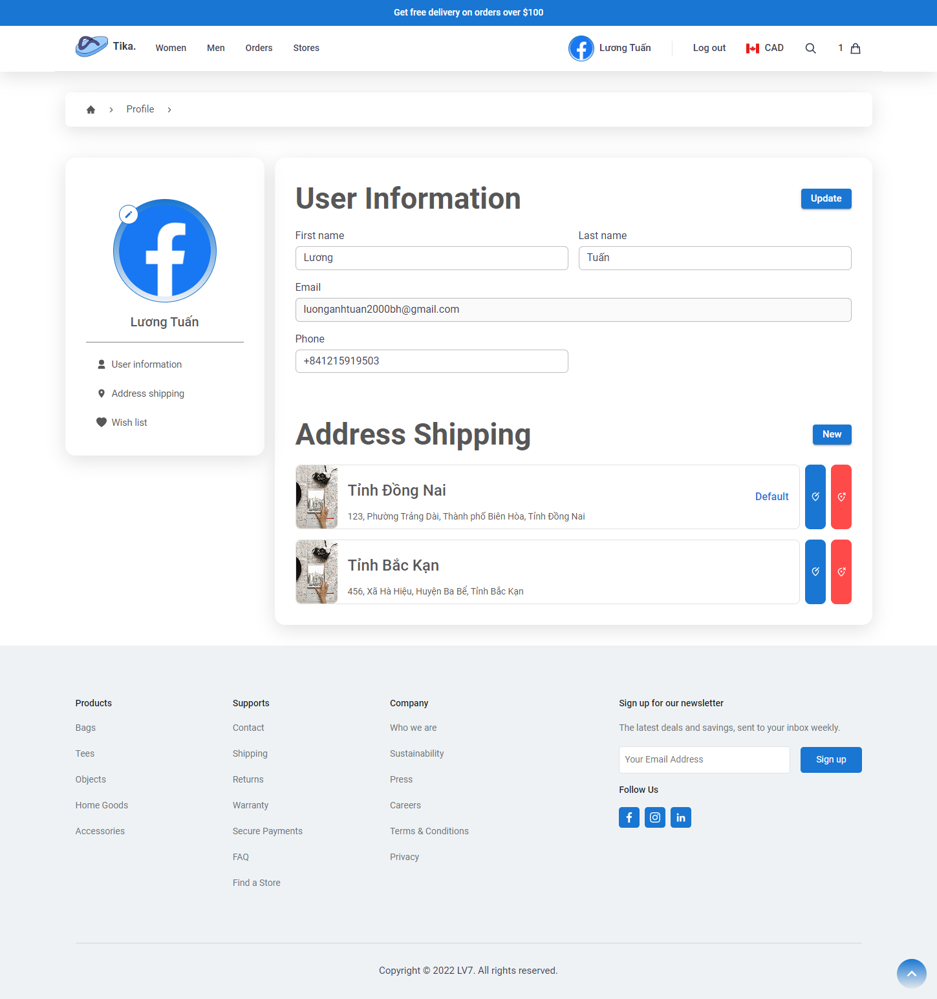 Get free delivery on orders over $100
Tika. Women Men Orders Stores Lương Tuấn Log out CAD 1
Profile
Lương Tuấn
User information
Address shipping
Wish list
User Information Update
First name Last name
Lương Tuấn
Email
luonganhtuan2000bh@gmail.com
Phone
+841215919503
Address Shipping New
Tỉnh Đồng Nai
Default
123, Phường Trảng Dài, Thành phố Biên Hòa, Tỉnh Đồng Nai
Tỉnh Bắc Kạn
456, Xã Hà Hiệu, Huyện Ba Bể, Tỉnh Bắc Kạn
Products
Bags
Tees
Objects
Home Goods
Accessories
Supports
Contact
Shipping
Returns
Warranty
Secure Payments
FAQ
Find a Store
Company
Who we are
Sustainability
Press
Careers
Terms & Conditions
Privacy
Sign up for our newsletter
The latest deals and savings, sent to your inbox weekly.
Your Email Address Sign up
Follow Us
Copyright © 2022 LV7. All rights reserved.